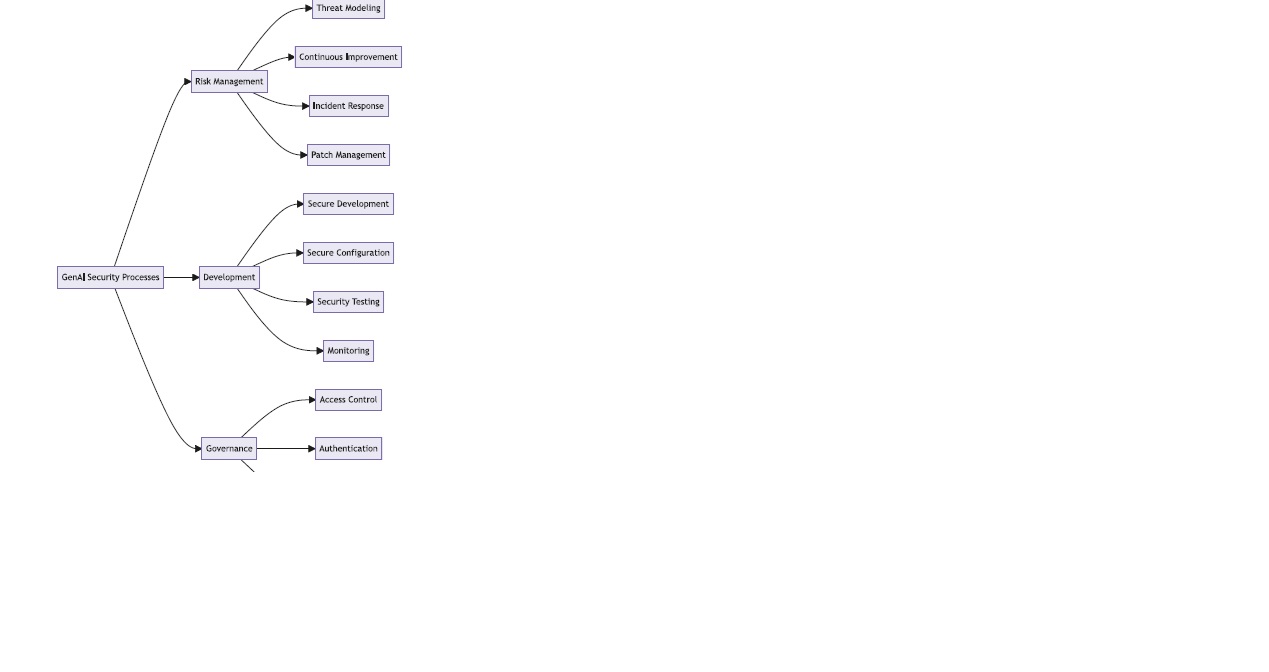 Threat Modeling
Continuous Improvement
Risk Management
Incident Response
Patch Management
Secure Development
Secure Configuration
GenAI Security Processes
Development
Security Testing
Monitoring
Access Control
Governance
Authentication